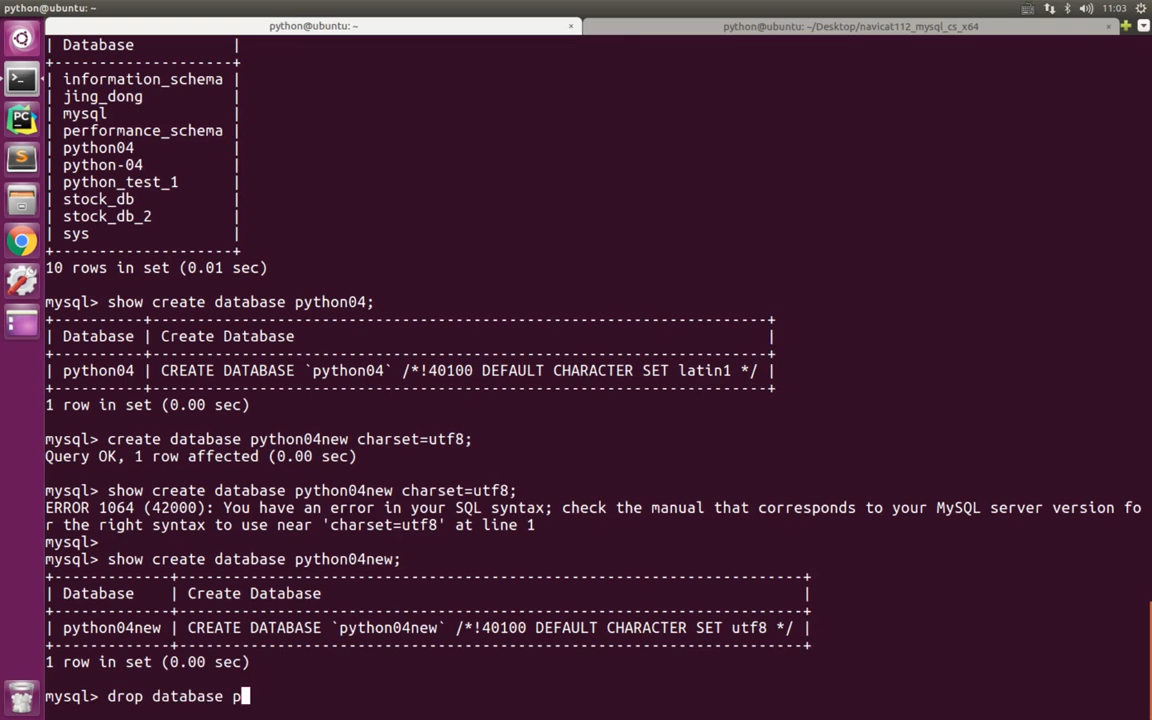 python@ubuntu: ~
11:03
python@ubuntu: ~ ×
python@ubuntu: ~/Desktop/navicat112_mysql_cs_x64 ×
| Database           |
+--------------------+
| information_schema |
| jing_dong          |
| mysql              |
| performance_schema |
| python04           |
| python-04          |
| python_test_1      |
| stock_db           |
| stock_db_2         |
| sys                |
+--------------------+
10 rows in set (0.01 sec)
mysql> show create database python04;
+----------+---------------------------------------------------------------------+
| Database | Create Database                                                     |
+----------+---------------------------------------------------------------------+
| python04 | CREATE DATABASE `python04` /*!40100 DEFAULT CHARACTER SET latin1 */ |
+----------+---------------------------------------------------------------------+
1 row in set (0.00 sec)
mysql> create database python04new charset=utf8;
Query OK, 1 row affected (0.00 sec)
mysql> show create database python04new charset=utf8;
ERROR 1064 (42000): You have an error in your SQL syntax; check the manual that corresponds to your MySQL server version fo
r the right syntax to use near 'charset=utf8' at line 1
mysql>
mysql> show create database python04new;
+-------------+----------------------------------------------------------------------+
| Database    | Create Database                                                      |
+-------------+----------------------------------------------------------------------+
| python04new | CREATE DATABASE `python04new` /*!40100 DEFAULT CHARACTER SET utf8 */ |
+-------------+----------------------------------------------------------------------+
1 row in set (0.00 sec)
mysql> drop database p